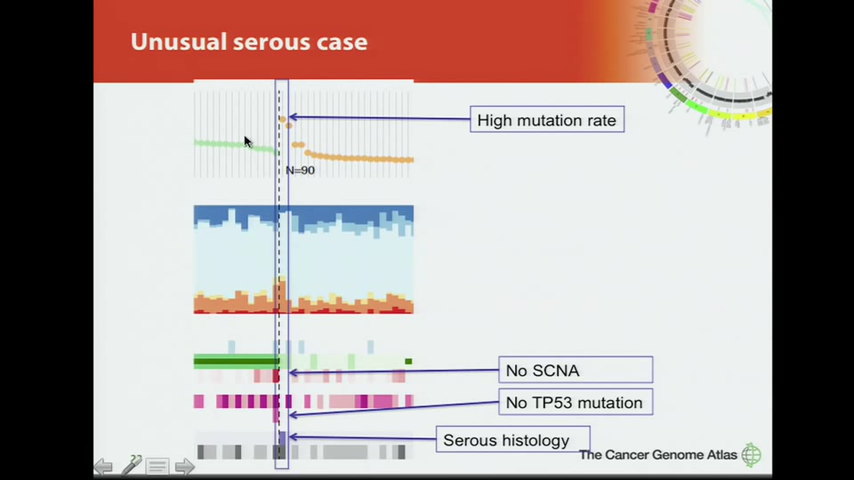 Unusual serous case
High mutation rate
N=90
No SCNA
No TP53 mutation
Serous histology
The Cancer Genome Atlas